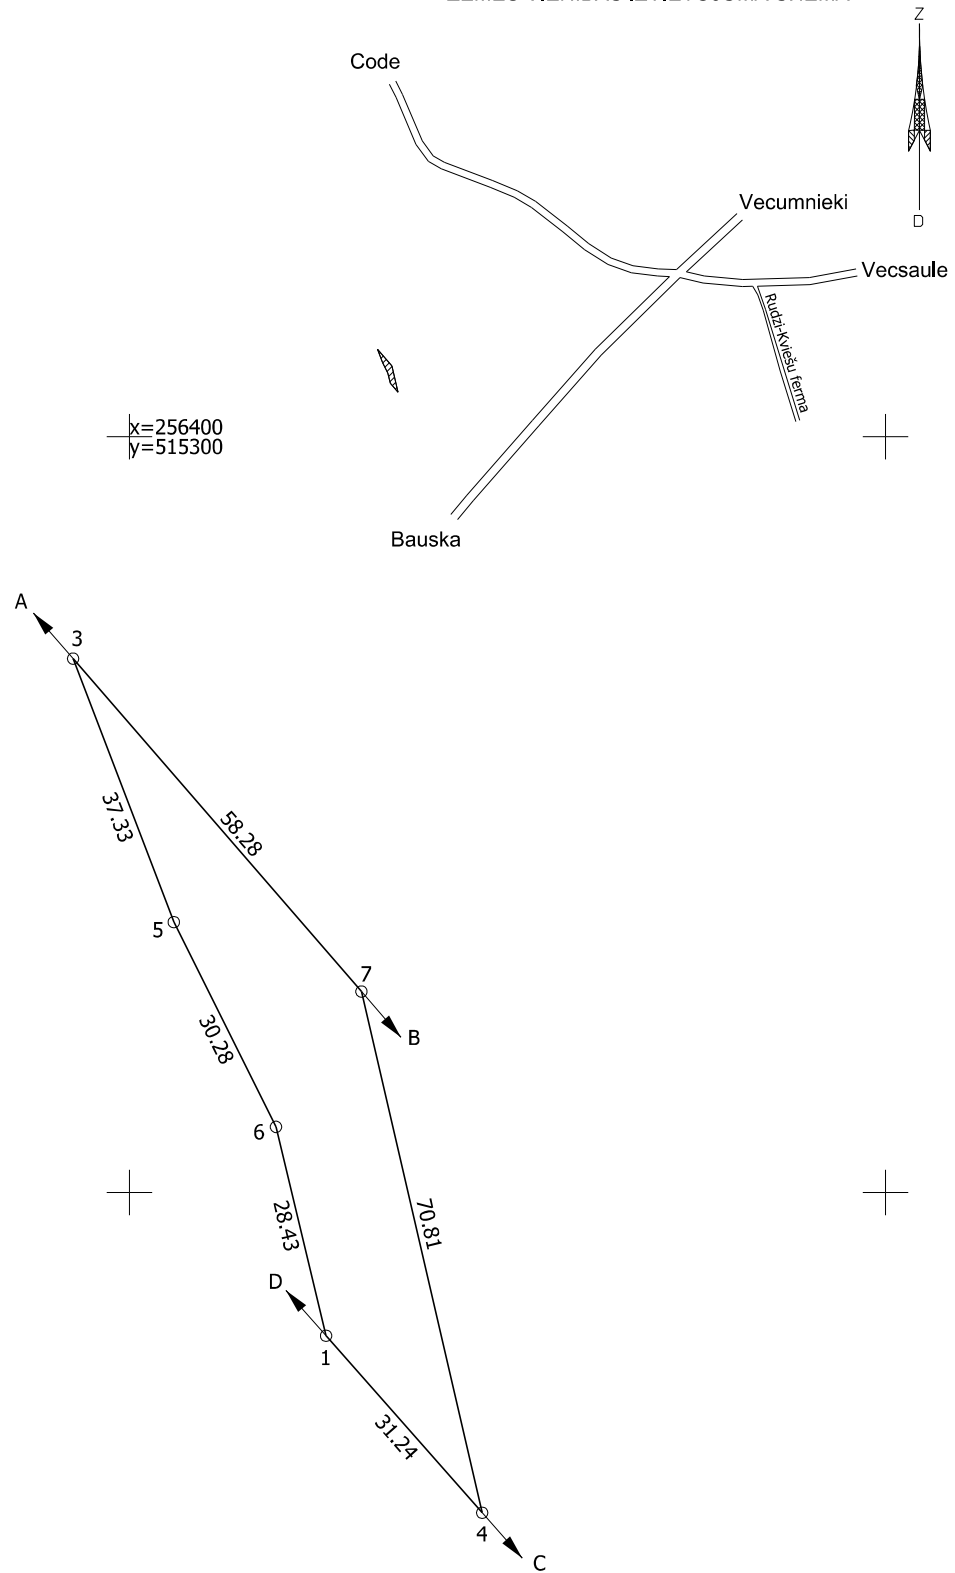 Z
Code
Vecumnieki
D
Vecsaule
Rudzi-Kviešu ferma
x=256400
y=515300
Bauska
A
3
37.33
58.28
5
7
30.28
B
6
28.43
70.81
D
1
31.24
4
C